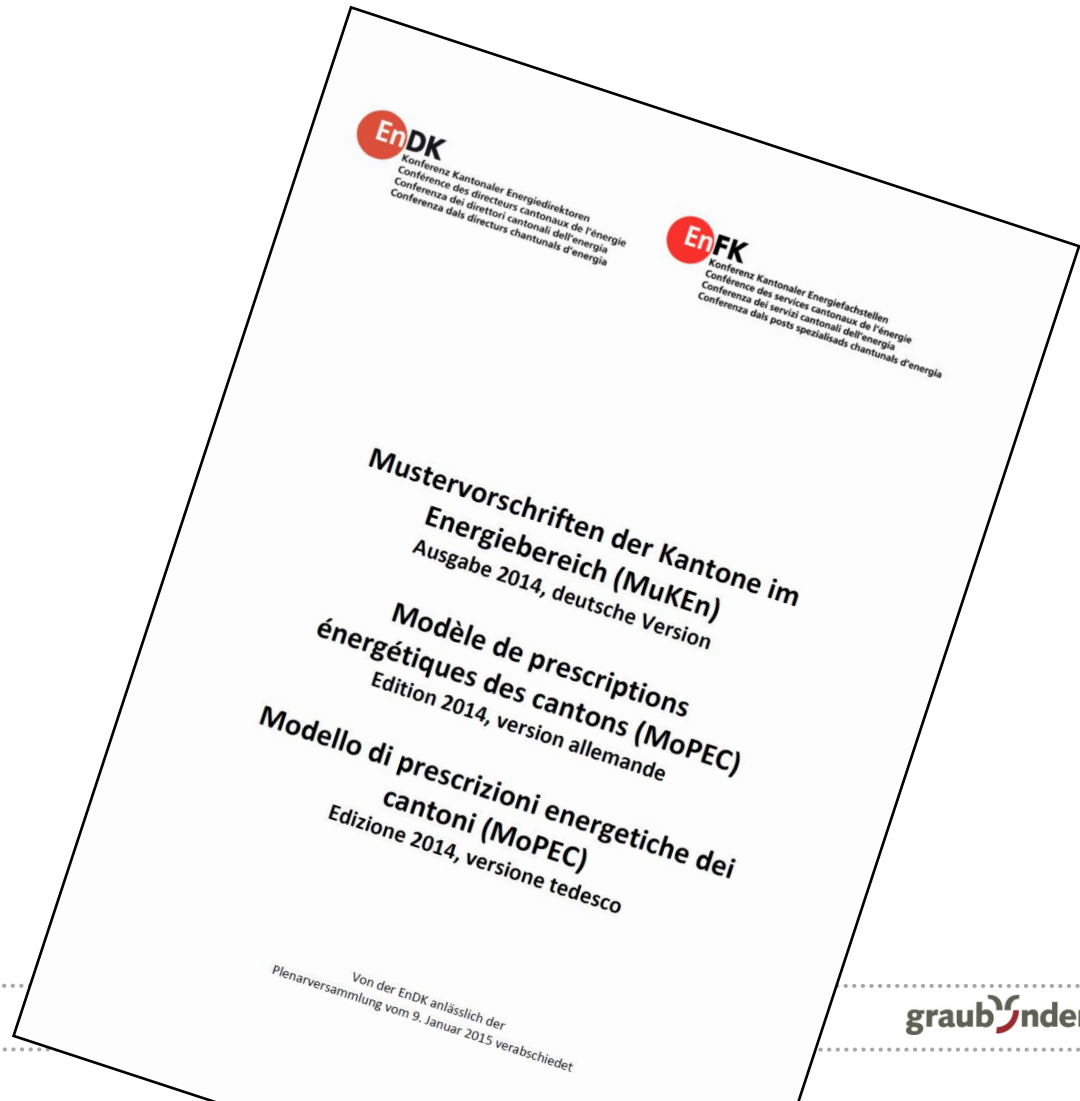 EnDK
Konferenz Kantonaler Energiedirektoren
Conférence des directeurs cantonaux de l'énergie
Conferenza dei direttori cantonali dell'energia
Conferenza dals directurs chantunals d'energia
EnFK
Konferenz Kantonaler Energiefachstellen
Conférence des services cantonaux de l'énergie
Conferenza dei servizi cantonali dell'energia
Conferenza dals posts spezialisads chantunals d'energia
Mustervorschriften der Kantone im
Energiebereich (MuKEn)
Ausgabe 2014, deutsche Version
Modèle de prescriptions
énergétiques des cantons (MoPEC)
Edition 2014, version allemande
Modello di prescrizioni energetiche dei
cantoni (MoPEC)
Edizione 2014, versione tedesco
Von der EnDK anlässlich der
Plenarversammlung vom 9. Januar 2015 verabschiedet
graubünden